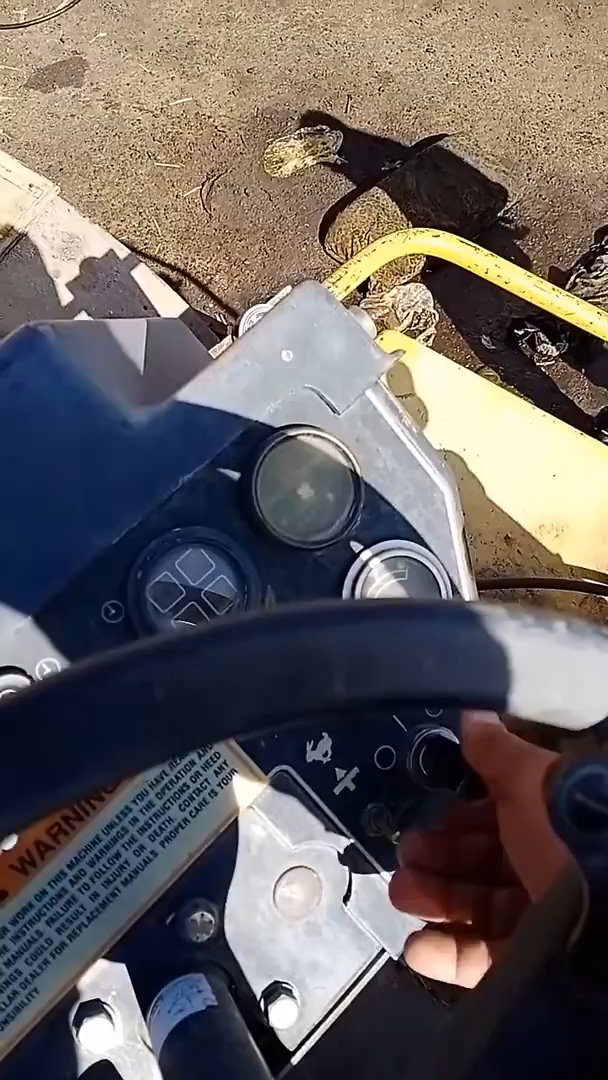 WARNING
OR WORK ON THIS MACHINE UNLESS YOU HAVE READ
INSTRUCTIONS AND WARNINGS IN THE OPERATION AND
MANUALS. FAILURE TO FOLLOW THE INSTRUCTIONS OR HEED
COULD RESULT IN INJURY OR DEATH. CONTACT ANY
DEALER FOR REPLACEMENT MANUALS. PROPER CARE IS YOUR